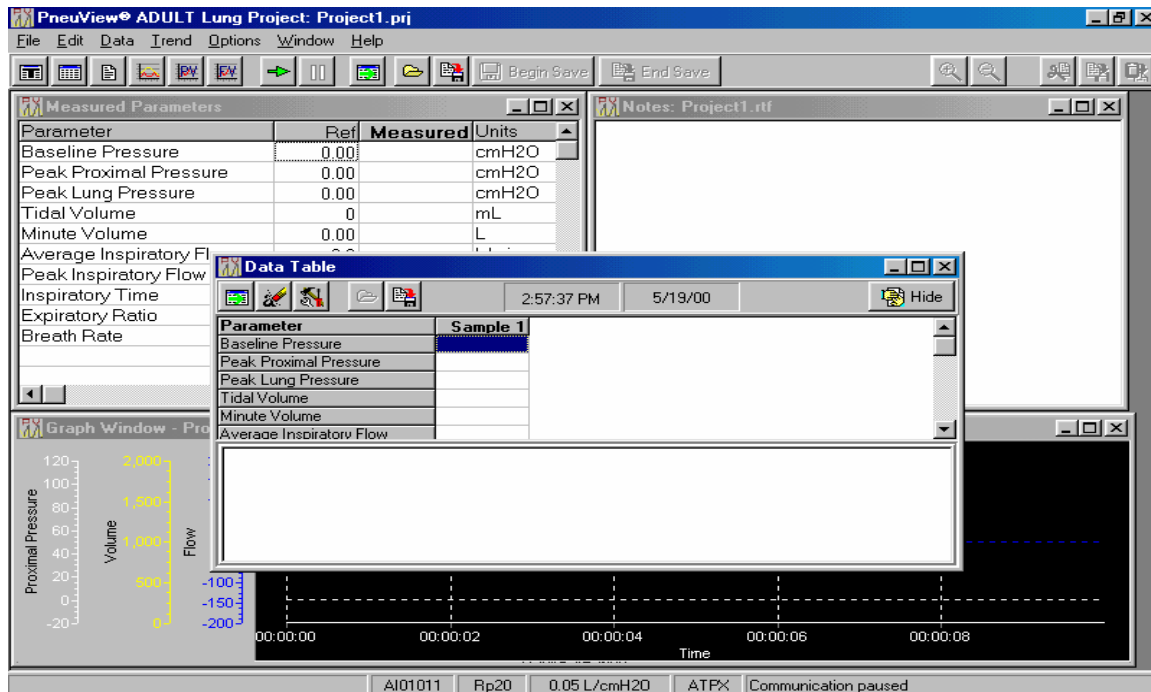 PneuView® ADULT Lung Project: Project1.prj
File Edit Data Trend Options Window Help
Begin Save End Save
Measured Parameters
Parameter Ref Measured Units
Baseline Pressure 0.00 cmH2O
Peak Proximal Pressure 0.00 cmH2O
Peak Lung Pressure 0.00 cmH2O
Tidal Volume 0 mL
Minute Volume 0.00 L
Average Inspiratory Fl
Peak Inspiratory Flow
Inspiratory Time
Expiratory Ratio
Breath Rate
Notes: Project1.rtf
Data Table
2:57:37 PM 5/19/00 Hide
Parameter Sample 1
Baseline Pressure
Peak Proximal Pressure
Peak Lung Pressure
Tidal Volume
Minute Volume
Average Inspiratory Flow
Graph Window - Pro
Proximal Pressure
120
100
80
60
40
20
0
-20
Volume
2,000
1,500
1,000
500
0
Flow
-100
-150
-200
00:00:00 00:00:02 00:00:04 00:00:06 00:00:08
Time
AI01011 Rp20 0.05 L/cmH20 ATPX Communication paused